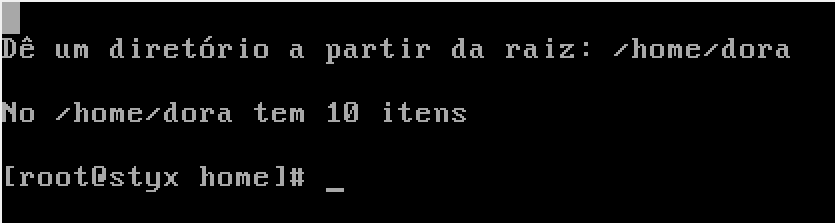 Dê um diretório a partir da raiz: /home/dora
No /home/dora tem 10 itens
[root@styx home]# _